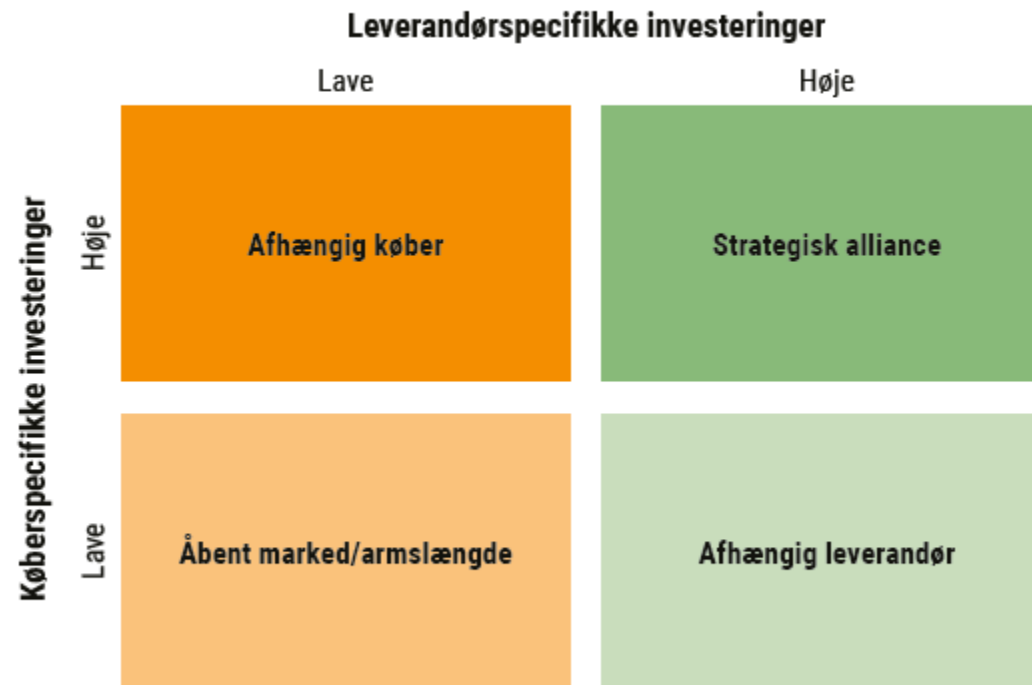 Leverandørspecifikke investeringer
Lave
Høje
Køberspecifikke investeringer
Høje
Afhængig køber
Strategisk alliance
Lave
Åbent marked/armslængde
Afhængig leverandør